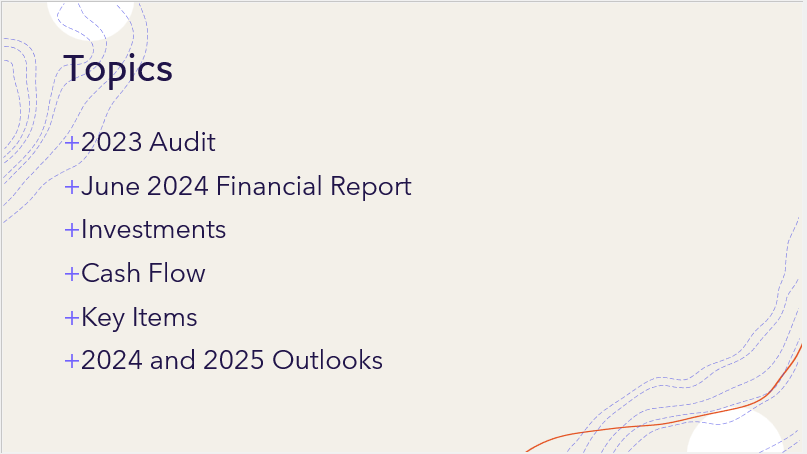 Topics
+2023 Audit
+June 2024 Financial Report
+Investments
+Cash Flow
+Key Items
+2024 and 2025 Outlooks